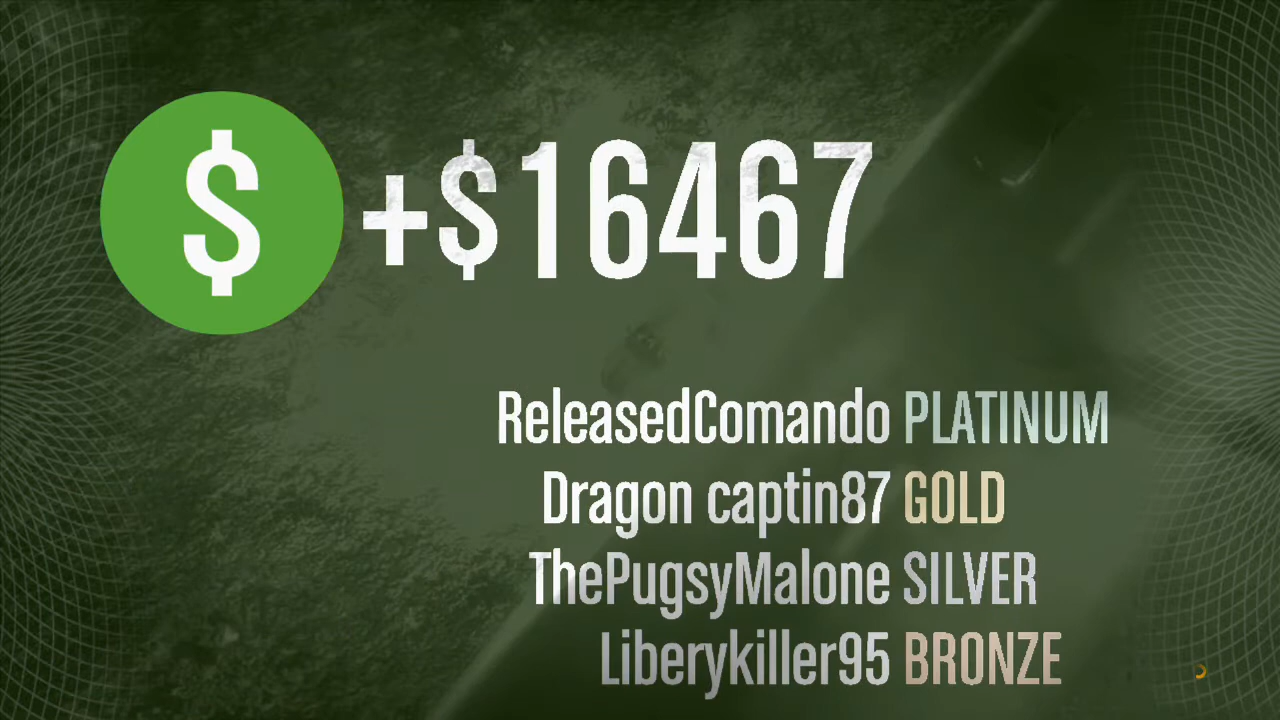 $ +$16467
ReleasedComando PLATINUM
Dragon captin87 GOLD
ThePugsyMalone SILVER
Liberykiller95 BRONZE